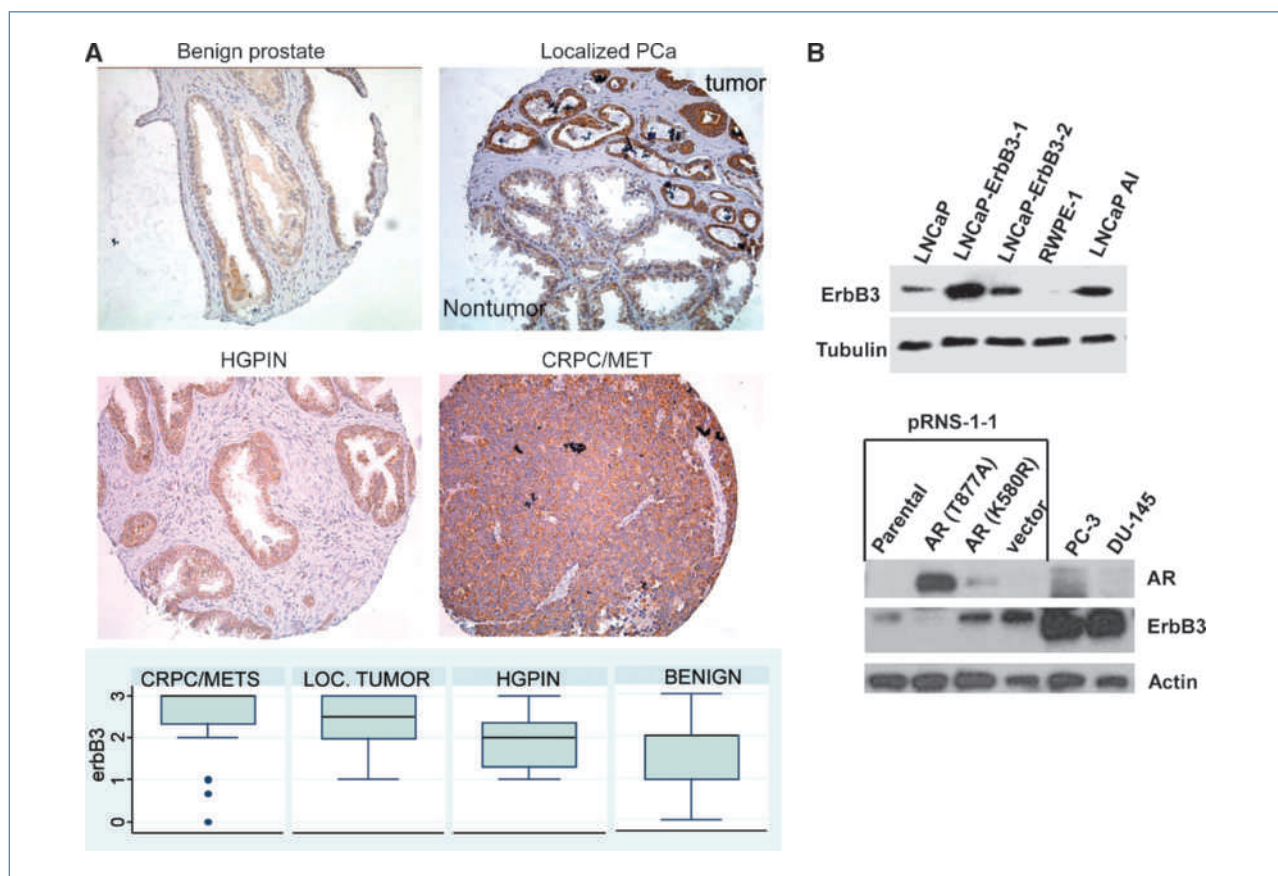 A
Benign prostate
Localized PCa
tumor
Nontumor
HGPIN
CRPC/MET
CRPC/METS
LOC. TUMOR
HGPIN
BENIGN
erbB3
3
2
1
0
B
LNCaP
LNCaP-ErbB3-1
LNCaP-ErbB3-2
RWPE-1
LNCaP AI
ErbB3
Tubulin
pRNS-1-1
Parental
AR (T877A)
AR (K580R)
vector
PC-3
DU-145
AR
ErbB3
Actin